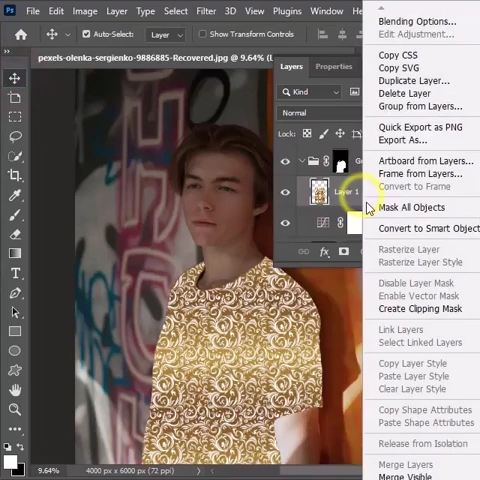 Ps File Edit Image Layer Type Select Filter 3D View Plugins Window
Auto-Select: Layer Show Transform Controls
pexels-olenka-sergienko-9886885-Recovered.jpg @ 9.64%
Layers Properties
Kind
Normal
Lock:
Layer 1
fx
9.64% 4000 px x 6000 px (72 ppi)
Blending Options...
Edit Adjustment...
Copy CSS
Copy SVG
Duplicate Layer...
Delete Layer
Group from Layers...
Quick Export as PNG
Export As...
Artboard from Layers...
Frame from Layers...
Convert to Frame
Mask All Objects
Convert to Smart Object
Rasterize Layer
Rasterize Layer Style
Disable Layer Mask
Enable Vector Mask
Create Clipping Mask
Link Layers
Select Linked Layers
Copy Layer Style
Paste Layer Style
Clear Layer Style
Copy Shape Attributes
Paste Shape Attributes
Release from Isolation
Merge Layers
Merge Visible